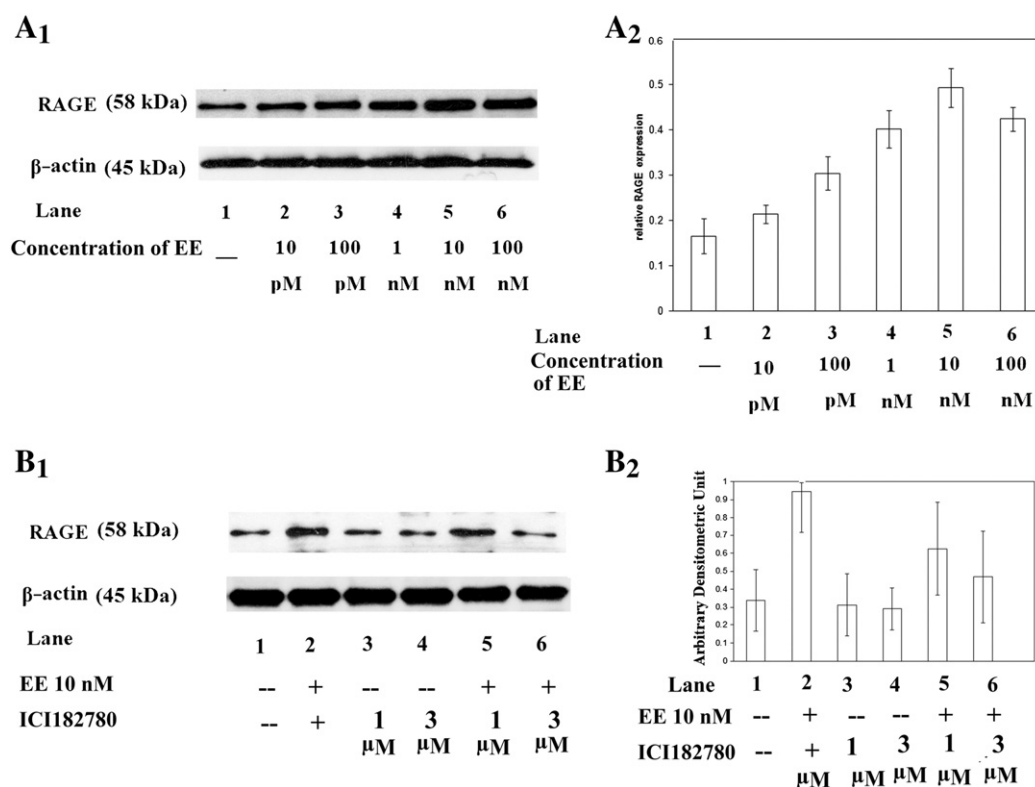 A1
RAGE (58 kDa)
β-actin (45 kDa)
Lane 1 2 3 4 5 6
Concentration of EE — 10 100 1 10 100
pM pM nM nM nM
A2
0.6
0.5
0.4
0.3
0.2
0.1
0
relative RAGE expression
Lane 1 2 3 4 5 6
Concentration of EE — 10 100 1 10 100
pM pM nM nM nM
B1
RAGE (58 kDa)
β-actin (45 kDa)
Lane 1 2 3 4 5 6
EE 10 nM -- + -- -- + +
ICI182780 -- + 1 3 1 3
μM μM μM μM
B2
1
0.9
0.8
0.7
0.6
0.5
0.4
0.3
0.2
0.1
0
Arbitrary Densitometric Unit
Lane 1 2 3 4 5 6
EE 10 nM -- + -- -- + +
ICI182780 -- + 1 3 1 3
μM μM μM μM μM